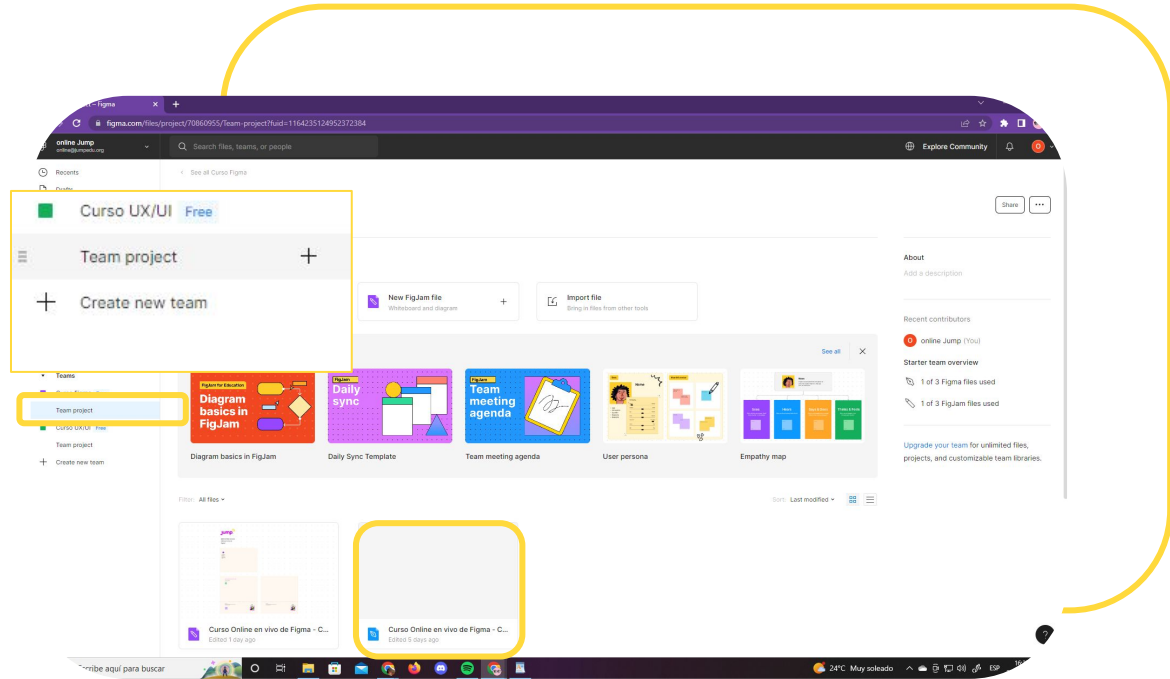 – Figma
figma.com/files/project/70860955/Team-project?fuid=1164235124952372384
online Jump
online@jumpedu.org
Search files, teams, or people
Explore Community
O
Recents
See all Curso Figma
Drafts
Curso UX/UI Free
Team project
Create new team
Share
About
Add a description
New FigJam file
Whiteboard and diagram
Import file
Bring in files from other tools
Recent contributors
O online Jump (You)
Starter team overview
1 of 3 Figma files used
1 of 3 FigJam files used
Upgrade your team for unlimited files,
projects, and customizable team libraries.
See all
Teams
Team project
Curso UX/UI Free
Team project
Create new team
FigJam for Education
Diagram
basics in
FigJam
FigJam
Daily
sync
FigJam
Team
meeting
agenda
Diagram basics in FigJam
Daily Sync Template
Team meeting agenda
User persona
Empathy map
Filter: All files
Sort: Last modified
jump
Curso Online en vivo de Figma - C...
Edited 1 day ago
Curso Online en vivo de Figma - C...
Edited 5 days ago
?
aquí para buscar
24°C Muy soleado
ESP